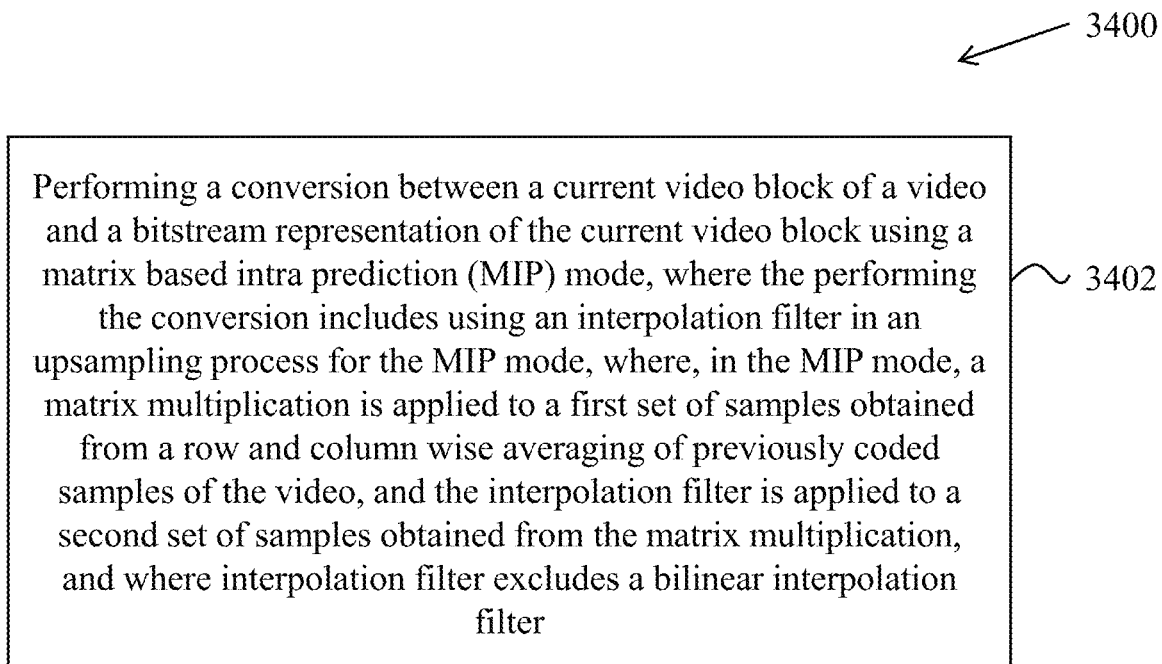 3400
Performing a conversion between a current video block of a video
and a bitstream representation of the current video block using a
matrix based intra prediction (MIP) mode, where the performing
the conversion includes using an interpolation filter in an
upsampling process for the MIP mode, where, in the MIP mode, a
matrix multiplication is applied to a first set of samples obtained
from a row and column wise averaging of previously coded
samples of the video, and the interpolation filter is applied to a
second set of samples obtained from the matrix multiplication,
and where interpolation filter excludes a bilinear interpolation
filter
3402